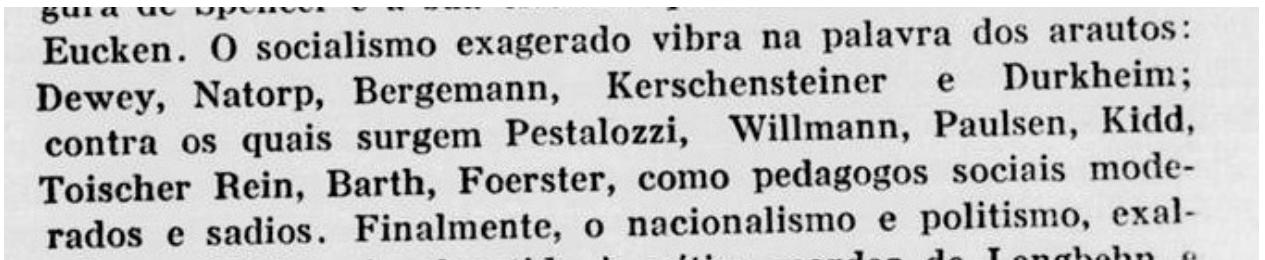 Eucken. O socialismo exagerado vibra na palavra dos arautos:
Dewey, Natorp, Bergemann, Kerschensteiner e Durkheim;
contra os quais surgem Pestalozzi, Willmann, Paulsen, Kidd,
Toischer Rein, Barth, Foerster, como pedagogos sociais mode-
rados e sadios. Finalmente, o nacionalismo e politismo, exal-